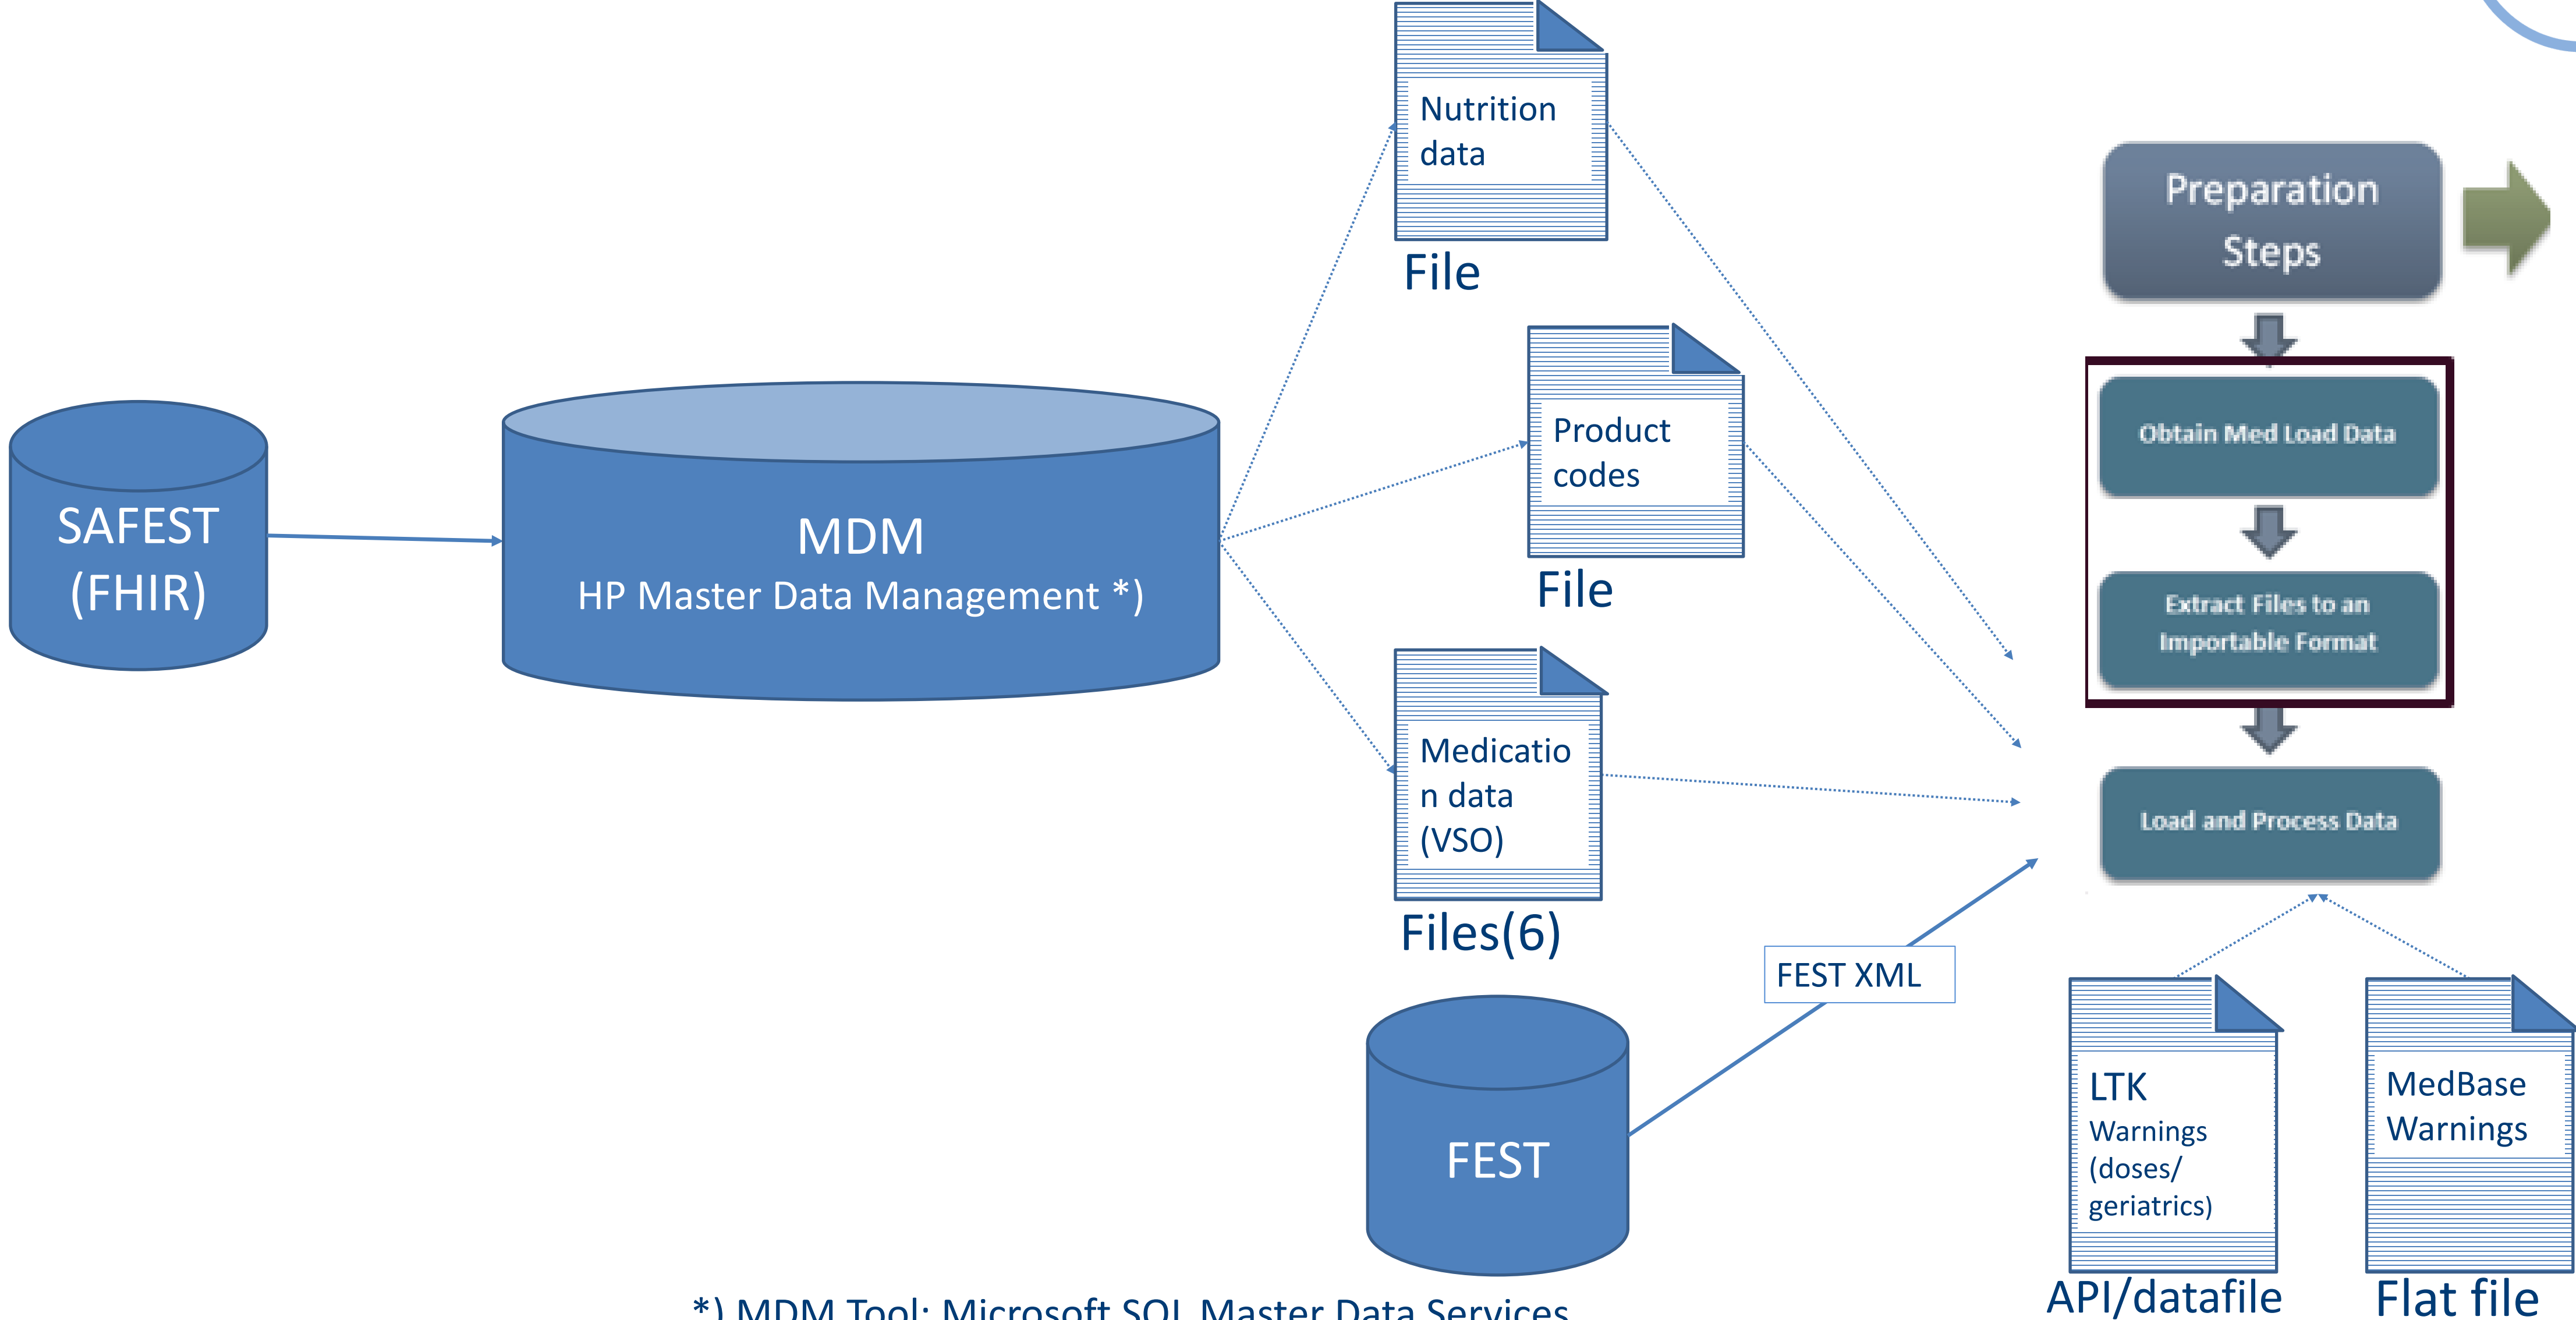 Nutrition
data
File
Preparation
Steps
Product
codes
File
Obtain Med Load Data
Extract Files to an
Importable Format
SAFEST
(FHIR)
MDM
HP Master Data Management *)
Medicatio
n data
(VSO)
Files(6)
Load and Process Data
FEST XML
FEST
LTK
Warnings
(doses/
geriatrics)
API/datafile
MedBase
Warnings
Flat file
*) MDM Tool: Microsoft SQL Master Data Services